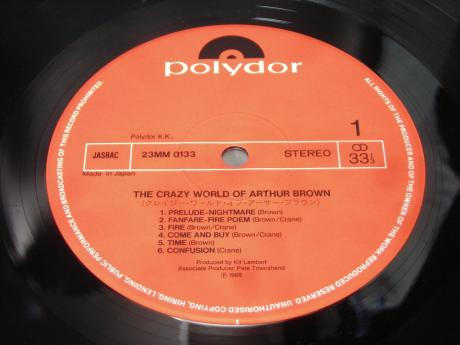 polydor
Polydor K.K.,
1
JASRAC 23MM 0133 STEREO 33⅓
Made in Japan
THE CRAZY WORLD OF ARTHUR BROWN
(クレイジー・ワールド・オブ・アーサー・ブラウン)
1. PRELUDE-NIGHTMARE (Brown)
2. FANFARE-FIRE POEM (Brown/Crane)
3. FIRE (Brown/Crane)
4. COME AND BUY (Brown/Crane)
5. TIME (Brown)
6. CONFUSION (Crane)
Produced by Kit Lambert
Associate Producer: Pete Townshend
Ⓟ 1968
ALL RIGHTS OF THE OWNER OF THE WORK REPRODUCED RESERVED. UNAUTHORISED COPYING, HIRING, LENDING, PUBLIC PERFORMANCE AND BROADCASTING OF THIS RECORD PROHIBITED.